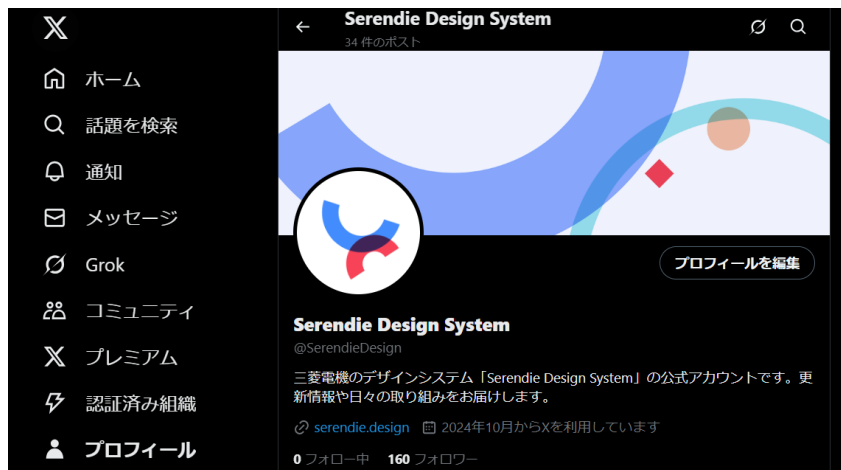 ホーム
話題を検索
通知
メッセージ
Grok
コミュニティ
プレミアム
認証済み組織
プロフィール
Serendie Design System
34 件のポスト
プロフィールを編集
Serendie Design System
@SerendieDesign
三菱電機のデザインシステム「Serendie Design System」の公式アカウントです。更
新情報や日々の取り組みをお届けします。
serendie.design 2024年10月からXを利用しています
0 フォロー中 160 フォロワー